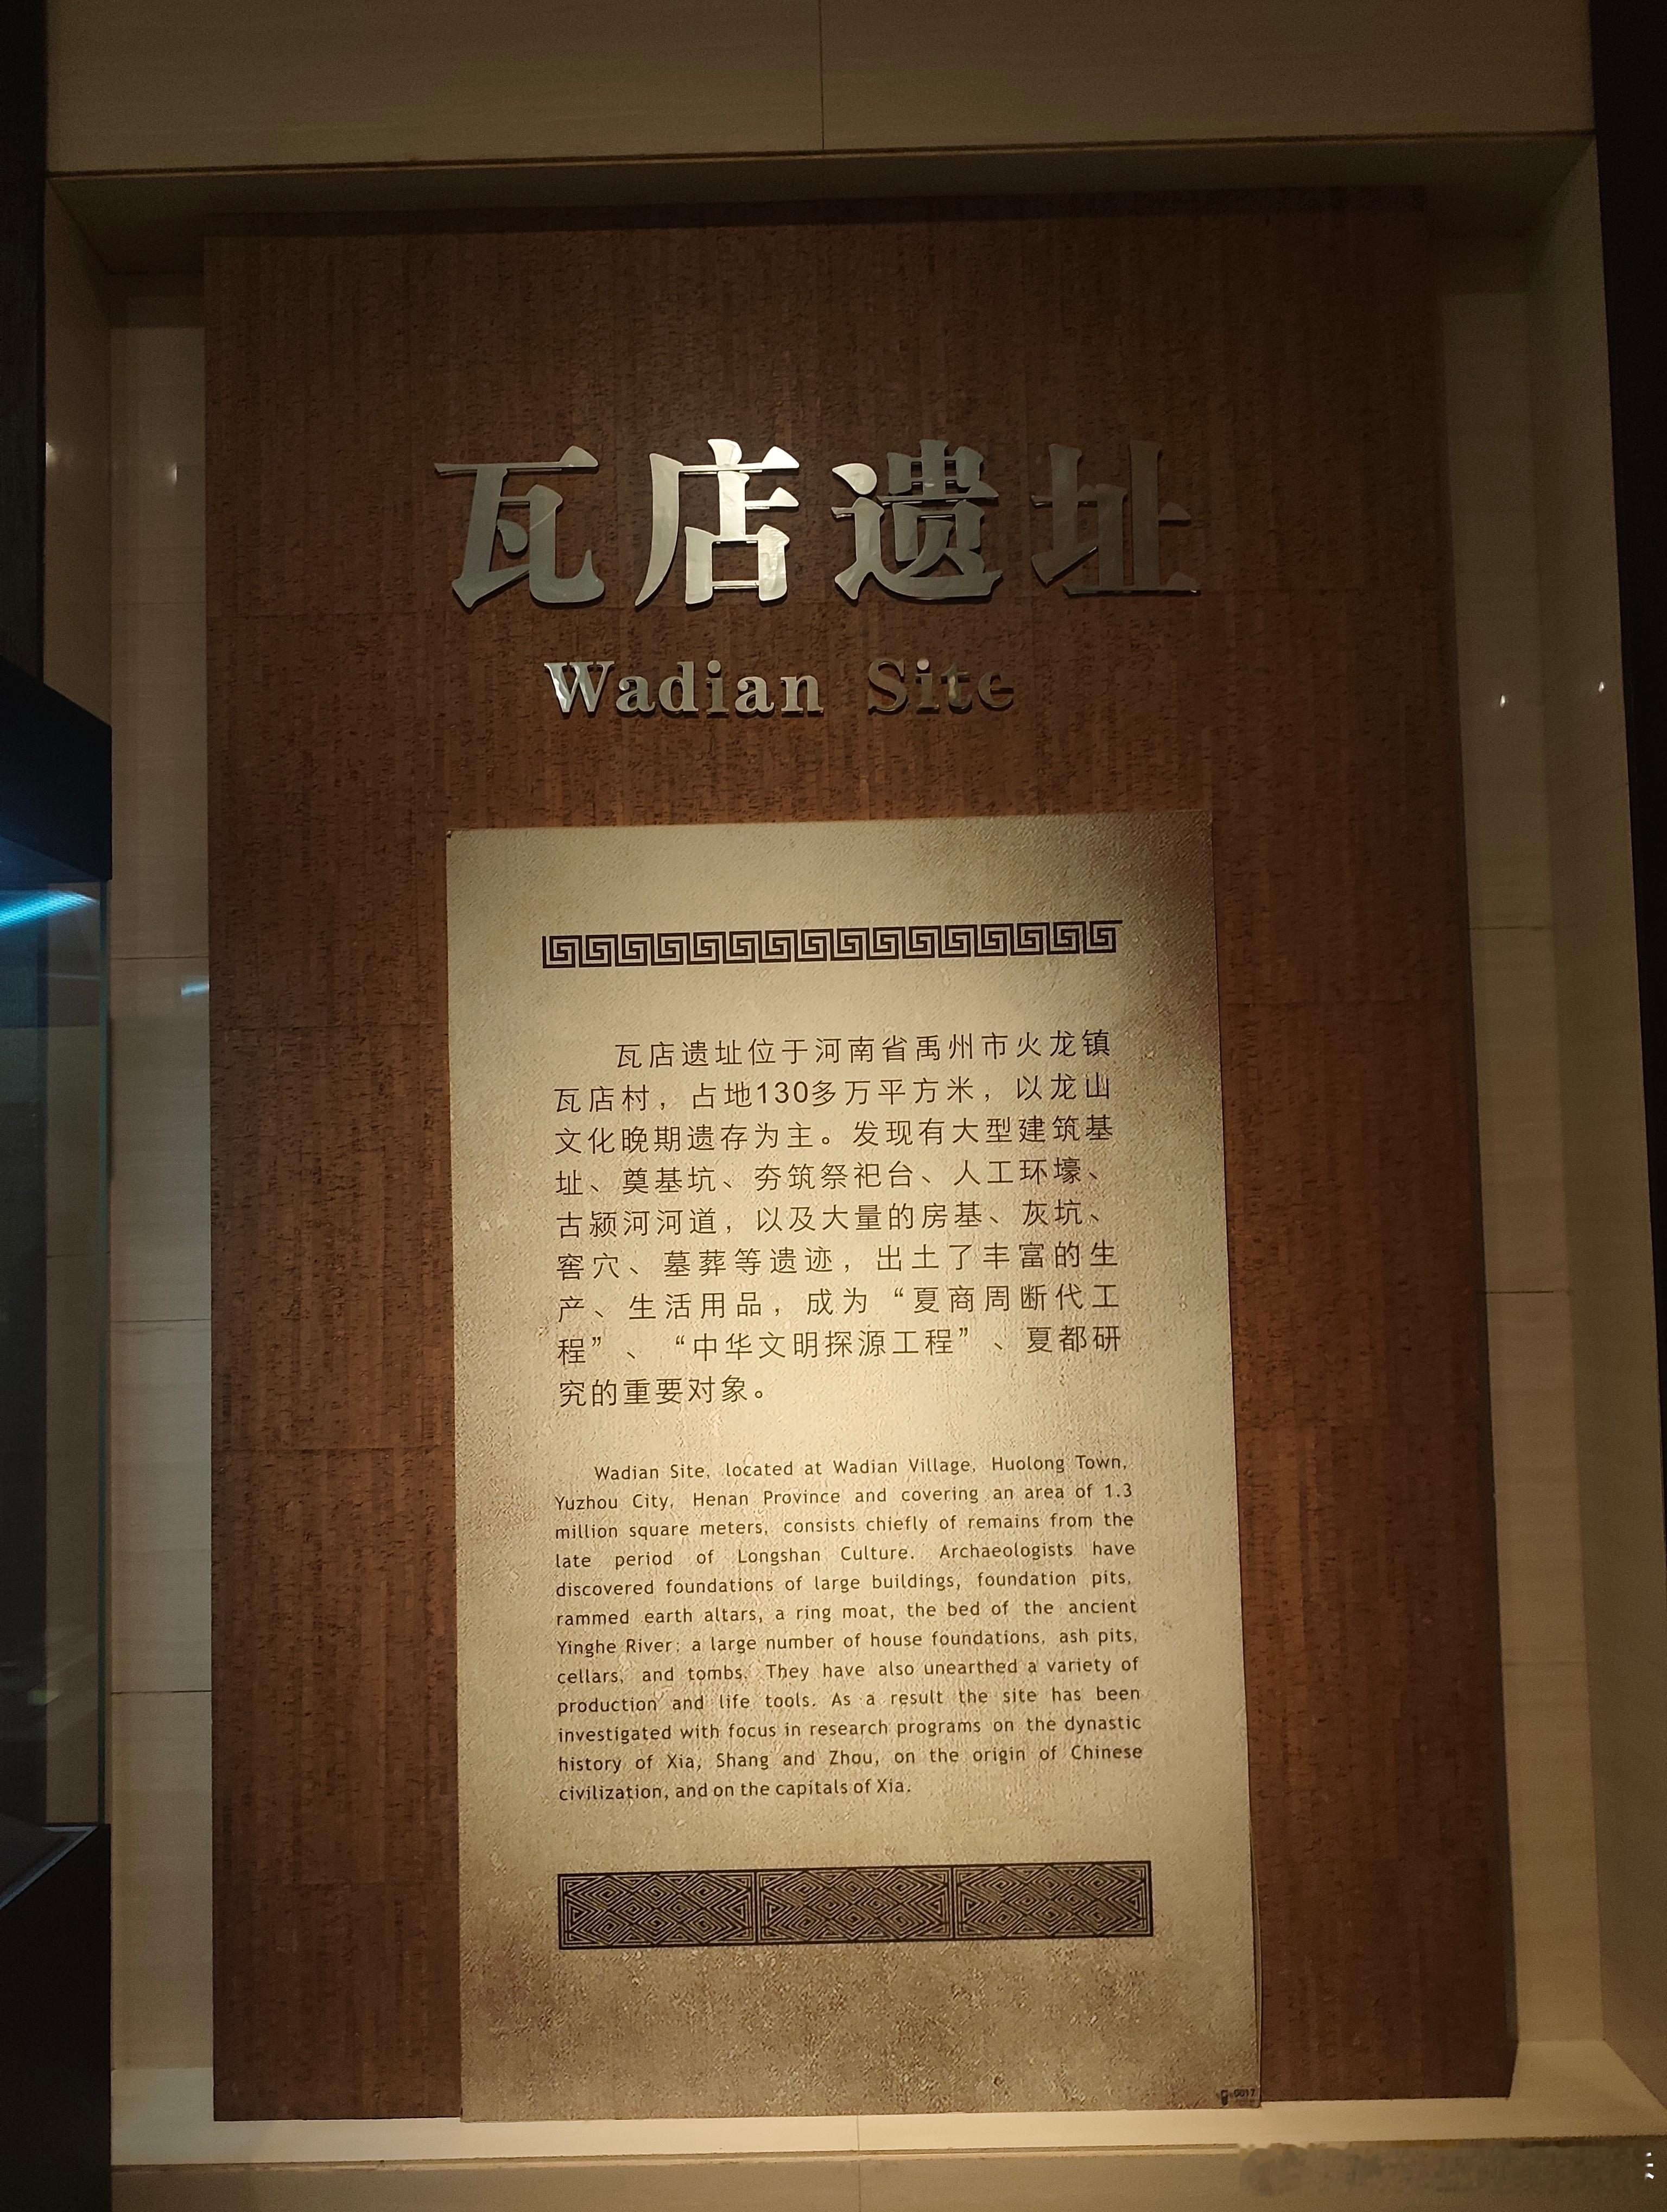 瓦店遗址
Wadian Site
瓦店遗址位于河南省禹州市火龙镇
瓦店村，占地130多万平方米，以龙山
文化晚期遗存为主。发现有大型建筑基
址、奠基坑、夯筑祭祀台、人工环壕、
古颍河河道，以及大量的房基、灰坑、
窖穴、墓葬等遗迹，出土了丰富的生
产、生活用品，成为“夏商周断代工
程”、“中华文明探源工程”、夏都研
究的重要对象。
Wadian Site, located at Wadian Village, Huolong Town,
Yuzhou City, Henan Province and covering an area of 1.3
million square meters, consists chiefly of remains from the
late period of Longshan Culture. Archaeologists have
discovered foundations of large buildings, foundation pits,
rammed earth altars, a ring moat, the bed of the ancient
Yinghe River; a large number of house foundations, ash pits,
cellars, and tombs. They have also unearthed a variety of
production and life tools. As a result the site has been
investigated with focus in research programs on the dynastic
history of Xia, Shang and Zhou, on the origin of Chinese
civilization, and on the capitals of Xia.